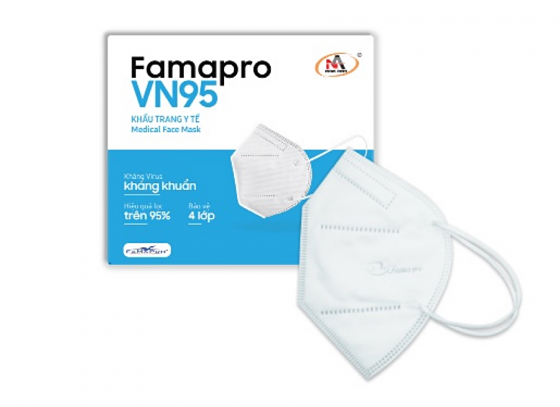 Famapro
VN95
KHẨU TRANG Y TẾ
Medical Face Mask
Kháng Virus
kháng khuẩn
Hiệu quả lọc
trên 95%
Bảo vệ
4 lớp
FAMAPRO